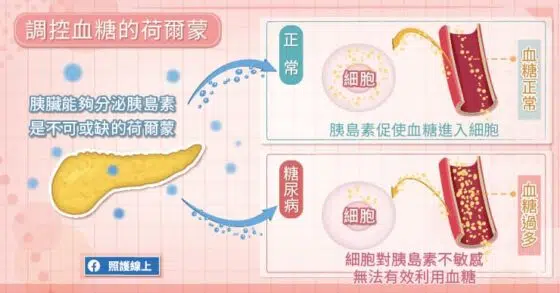 調控血糖的荷爾蒙
胰臟能夠分泌胰島素
是不可或缺的荷爾蒙
照護線上
正常
細胞
血糖正常
胰島素促使血糖進入細胞
糖尿病
細胞
血糖過多
細胞對胰島素不敏感
無法有效利用血糖